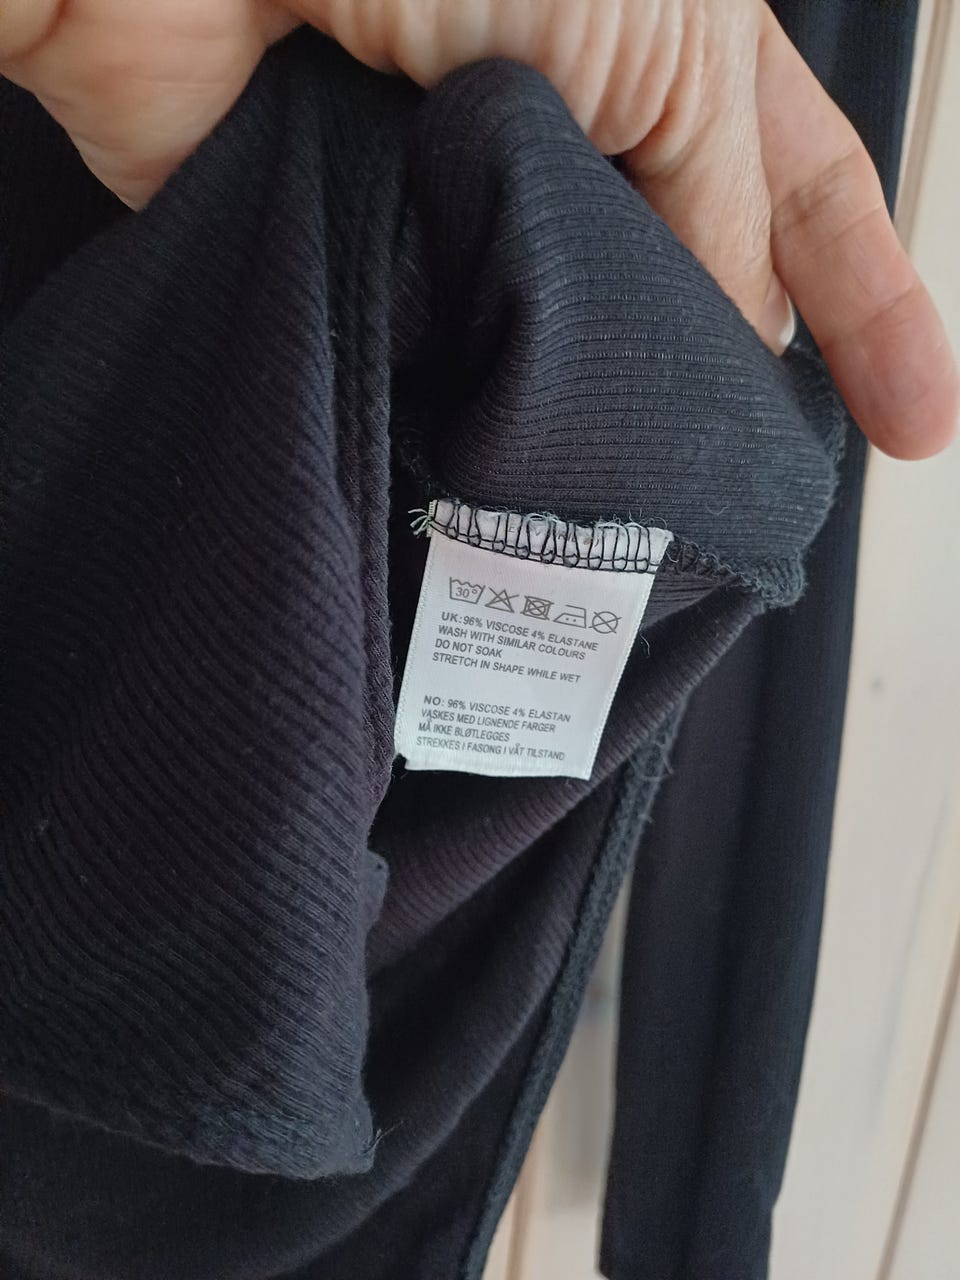 30°
UK: 96% VISCOSE 4% ELASTANE
WASH WITH SIMILAR COLOURS
DO NOT SOAK
STRETCH IN SHAPE WHILE WET
NO: 96% VISCOSE 4% ELASTAN
VASKES MED LIGNENDE FARGER
MÅ IKKE BLØTLEGGES
STREKKES I FASONG I VÅT TILSTAND